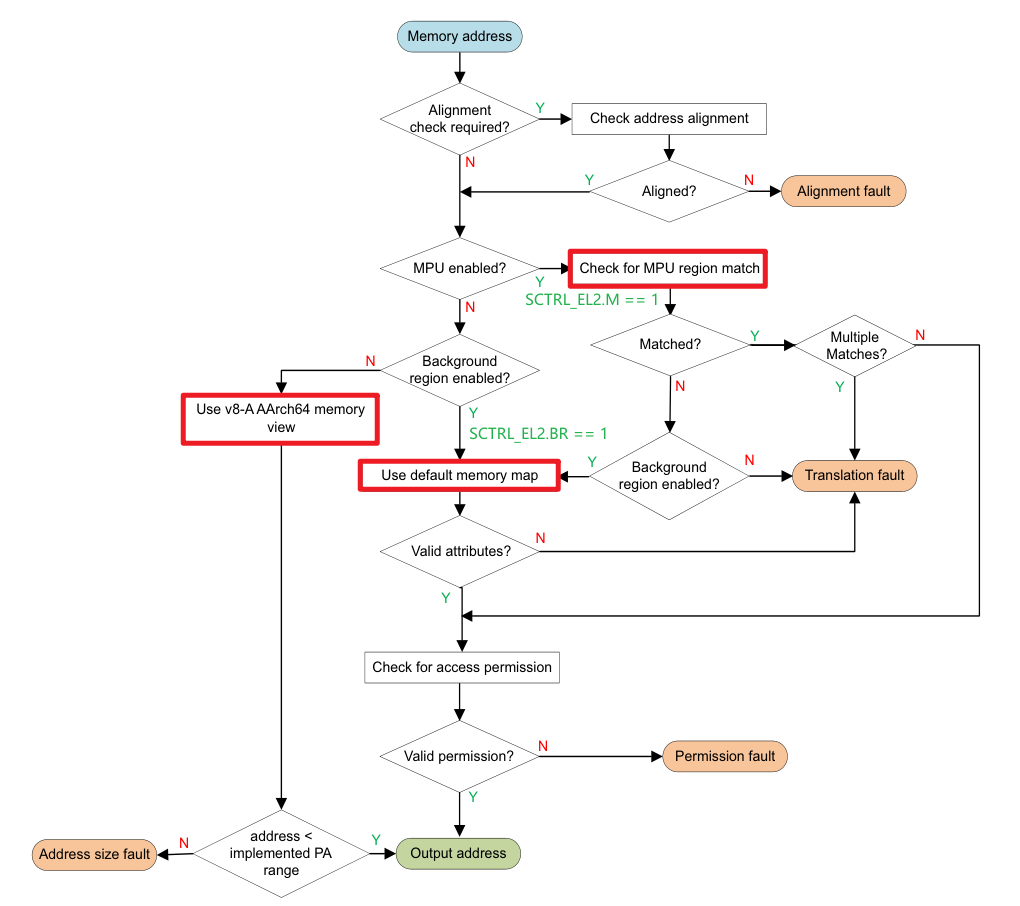 Memory address
Alignment
check required?
Y
Check address alignment
N
Y
Aligned?
N
Alignment fault
MPU enabled?
Y
Check for MPU region match
SCTRL_EL2.M == 1
N
Matched?
Y
Multiple
Matches?
N
N
Background
region enabled?
N
Y
Use v8-A AArch64 memory
view
Y
SCTRL_EL2.BR == 1
Use default memory map
Y
Background
region enabled?
N
Translation fault
Valid attributes?
N
Y
Check for access permission
Valid permission?
N
Permission fault
Y
address <
implemented PA
range
N
Address size fault
Y
Output address